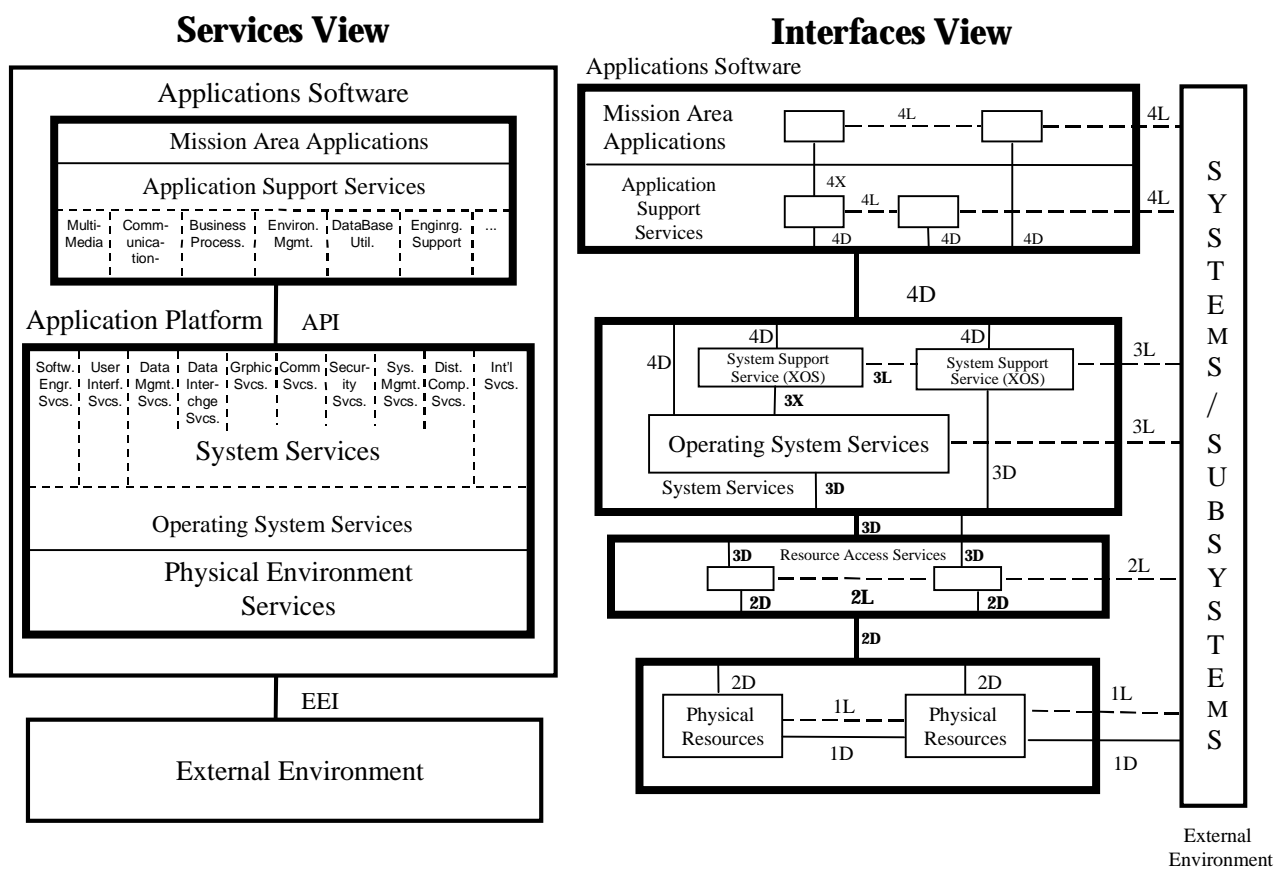 Services View
Applications Software
Mission Area Applications
Application Support Services
Multi-
Media
Comm-
unica-
tion-
Business
Process.
Environ.
Mgmt.
DataBase
Util.
Enginrg.
Support
...
Application Platform
API
Softw.
Engr.
Svcs.
User
Interf.
Svcs.
Data
Mgmt.
Svcs.
Data
Inter-
chge
Svcs.
Grphic
Svcs.
Comm
Svcs.
Secur-
ity
Svcs.
Sys.
Mgmt.
Svcs.
Dist.
Comp.
Svcs.
Int'l
Svcs.
System Services
Operating System Services
Physical Environment
Services
EEI
External Environment
Interfaces View
Applications Software
Mission Area
Applications
4L
4L
4X
Application
Support
Services
4L
4L
4D
4D
4D
4D
4D
4D
4D
System Support
Service (XOS)
3L
System Support
Service (XOS)
3L
3X
Operating System Services
3L
System Services
3D
3D
3D
3D
Resource Access Services
3D
2L
2D
2L
2D
2D
2D
2D
Physical
Resources
1L
1D
Physical
Resources
1L
1D
SYSTEMS / SUBSYSTEMS
External
Environment